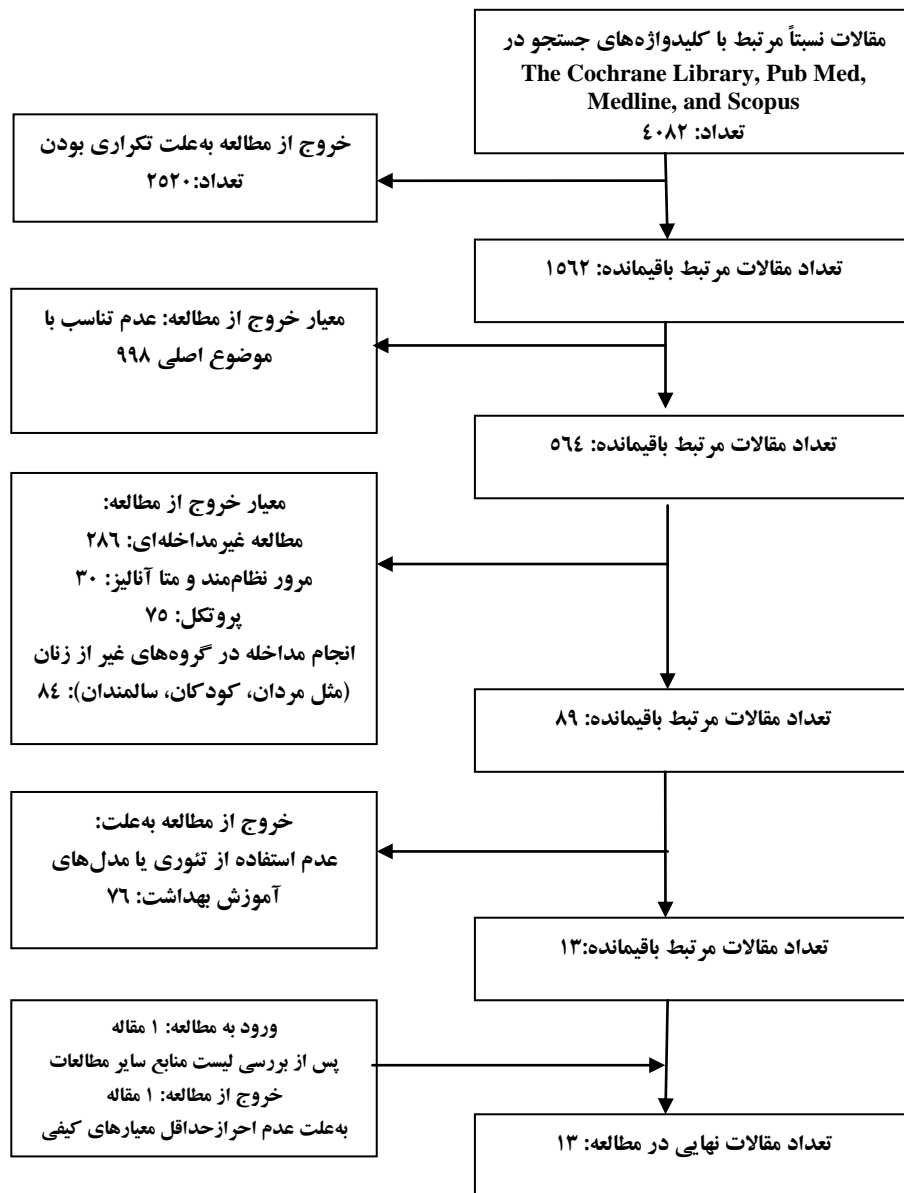 مقالات نسبتاً مرتبط با کلیدواژه‌های جستجو در
The Cochrane Library, Pub Med,
Medline, and Scopus
تعداد: ٤٠٨٢
خروج از مطالعه به‌علت تکراری بودن
تعداد:٢٥٢٠
تعداد مقالات مرتبط باقیمانده: ١٥٦٢
معیار خروج از مطالعه: عدم تناسب با
موضوع اصلی ٩٩٨
تعداد مقالات مرتبط باقیمانده: ٥٦٤
معیار خروج از مطالعه:
مطالعه غیرمداخله‌ای: ٢٨٦
مرور نظام‌مند و متا آنالیز: ٣٠
پروتکل: ٧٥
انجام مداخله در گروه‌های غیر از زنان
(مثل مردان، کودکان، سالمندان): ٨٤
تعداد مقالات مرتبط باقیمانده: ٨٩
خروج از مطالعه به‌علت:
عدم استفاده از تئوری یا مدل‌های
آموزش بهداشت: ٧٦
تعداد مقالات مرتبط باقیمانده:١٣
ورود به مطالعه: ١ مقاله
پس از بررسی لیست منابع سایر مطالعات
خروج از مطالعه: ١ مقاله
به‌علت عدم احرازحداقل معیارهای کیفی
تعداد مقالات نهایی در مطالعه: ١٣